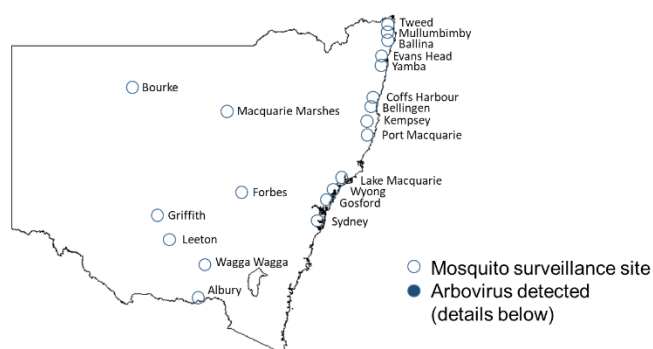 Tweed
Mullumbimby
Ballina
Evans Head
Yamba
Bourke
Coffs Harbour
Macquarie Marshes
Bellingen
Kempsey
Port Macquarie
Lake Macquarie
Forbes
Wyong
Gosford
Griffith
Sydney
Leeton
Wagga Wagga
Albury
Mosquito surveillance site
Arbovirus detected
(details below)